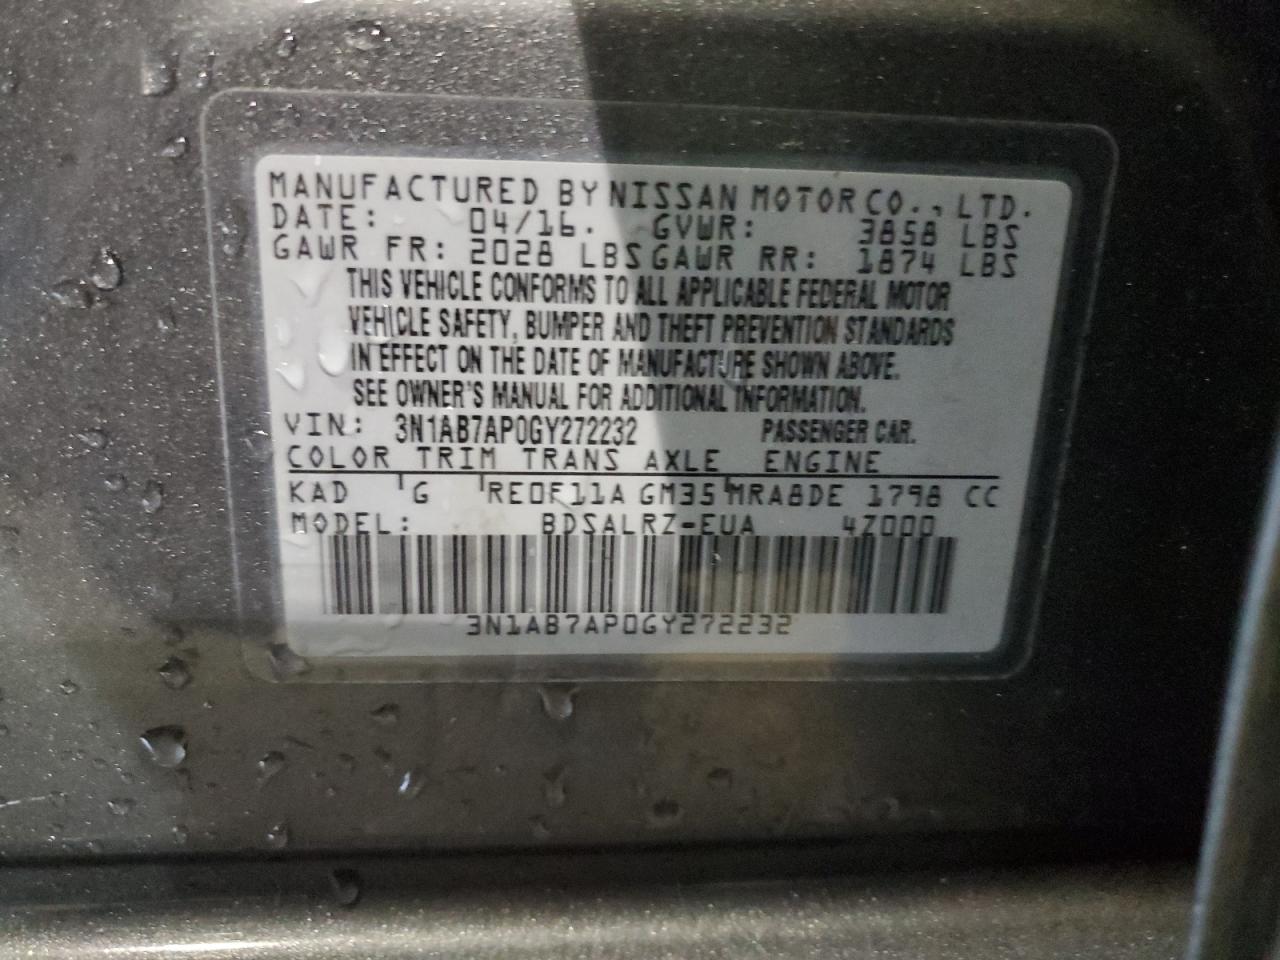 MANUFACTURED BY NISSAN MOTOR CO., LTD.
DATE: 04/16. GVWR: 3858 LBS
GAWR FR: 2028 LBS GAWR RR: 1874 LBS
THIS VEHICLE CONFORMS TO ALL APPLICABLE FEDERAL MOTOR
VEHICLE SAFETY, BUMPER AND THEFT PREVENTION STANDARDS
IN EFFECT ON THE DATE OF MANUFACTURE SHOWN ABOVE.
SEE OWNER'S MANUAL FOR ADDITIONAL INFORMATION.
VIN: 3N1AB7AP0GY272232 PASSENGER CAR.
COLOR TRIM TRANS AXLE ENGINE
KAD G RE0F11A GM35 MRA8DE 1798 CC
MODEL: BDSALRZ-EUA 4Z000
3N1AB7AP0GY272232